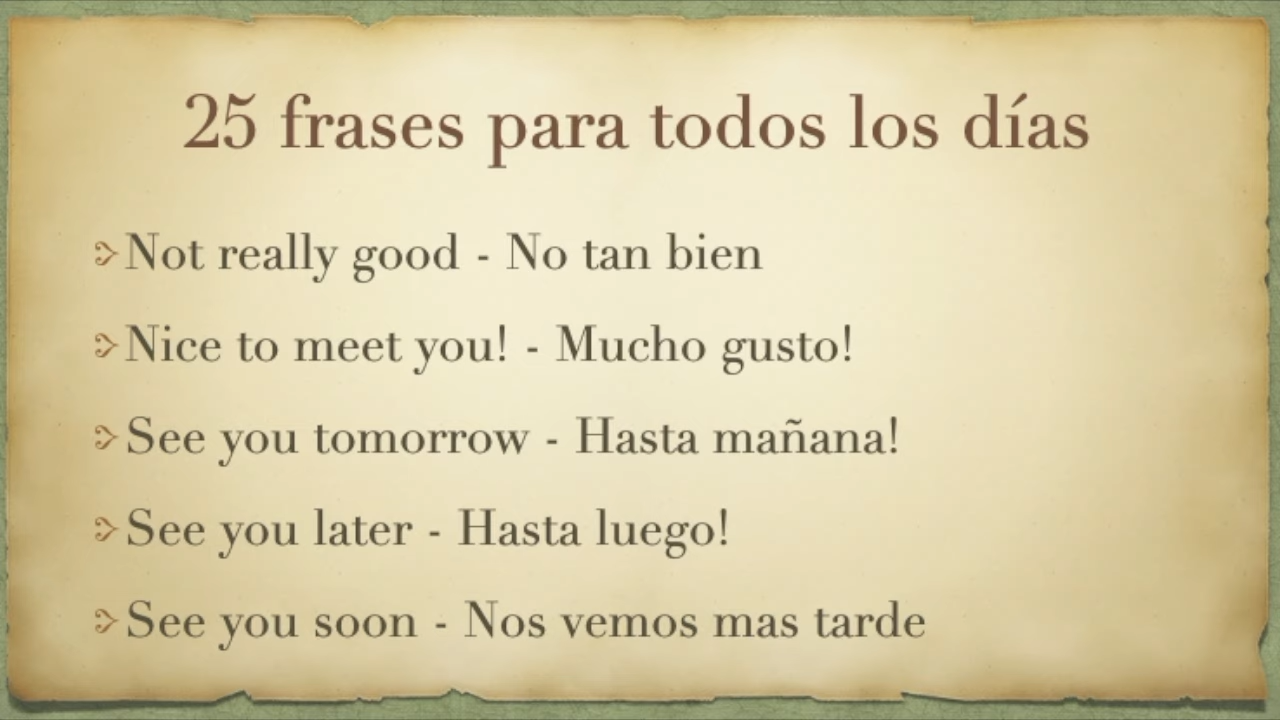 25 frases para todos los días
Not really good - No tan bien
Nice to meet you! - Mucho gusto!
See you tomorrow - Hasta mañana!
See you later - Hasta luego!
See you soon - Nos vemos mas tarde